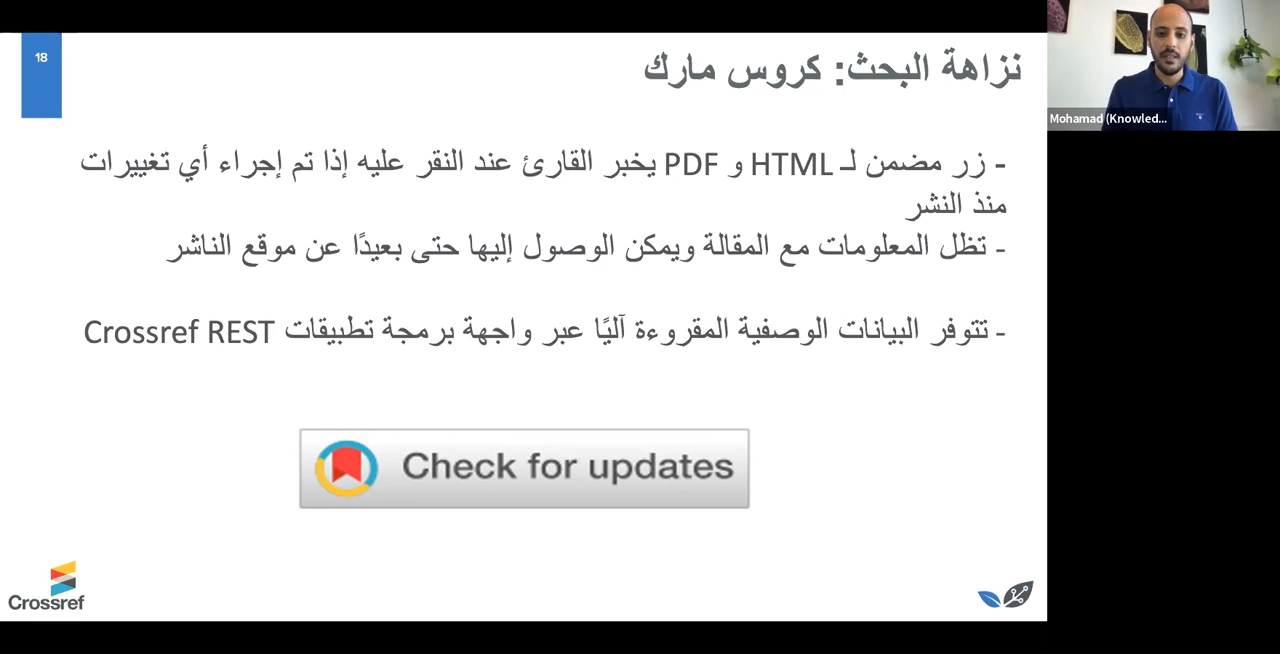 18
نزاهة البحث: كروس مارك
- زر مضمن لـ HTML و PDF يخبر القارئ عند النقر عليه إذا تم إجراء أي تغييرات
منذ النشر
- تظل المعلومات مع المقالة ويمكن الوصول إليها حتى بعيدًا عن موقع الناشر
- تتوفر البيانات الوصفية المقروءة آليًا عبر واجهة برمجة تطبيقات Crossref REST
Check for updates
Crossref
Mohamad (Knowled...